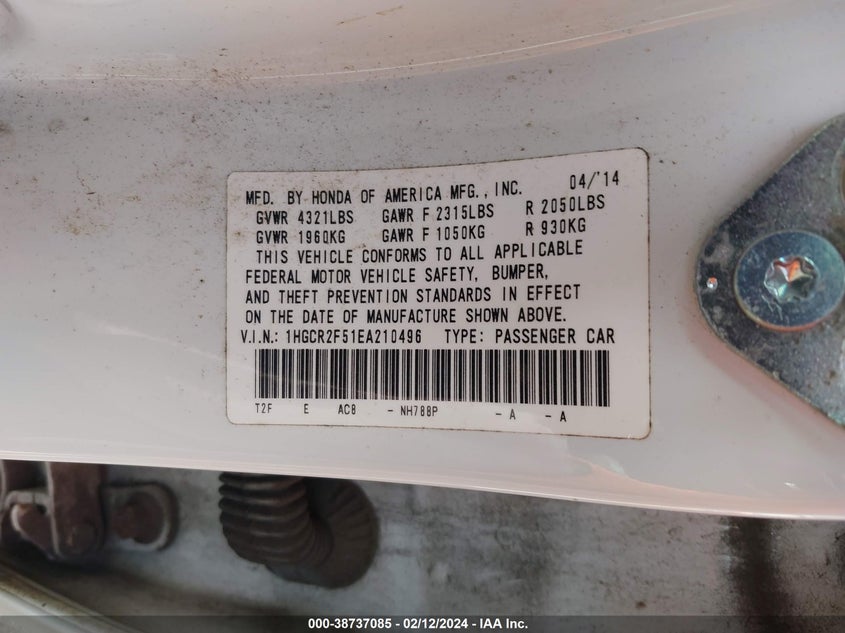 MFD. BY HONDA OF AMERICA MFG., INC. 04/'14
GVWR 4321LBS GAWR F 2315LBS R 2050LBS
GVWR 1960KG GAWR F 1050KG R 930KG
THIS VEHICLE CONFORMS TO ALL APPLICABLE
FEDERAL MOTOR VEHICLE SAFETY, BUMPER,
AND THEFT PREVENTION STANDARDS IN EFFECT
ON THE DATE OF MANUFACTURE SHOWN ABOVE.
V.I.N.: 1HGCR2F51EA210496 TYPE: PASSENGER CAR
T2F E AC8 - NH788P - A - A
000-38737085 - 02/12/2024 - IAA Inc.